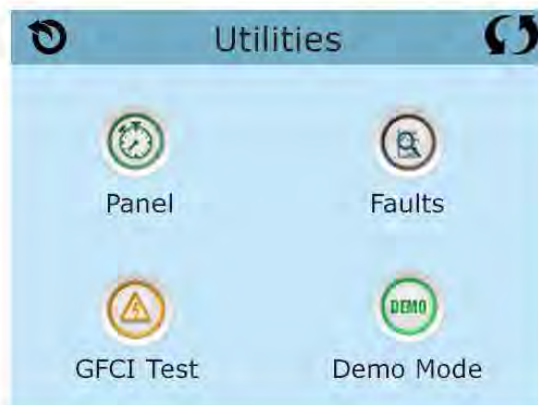 Utilities
Panel
Faults
DEMO
GFCI Test
Demo Mode